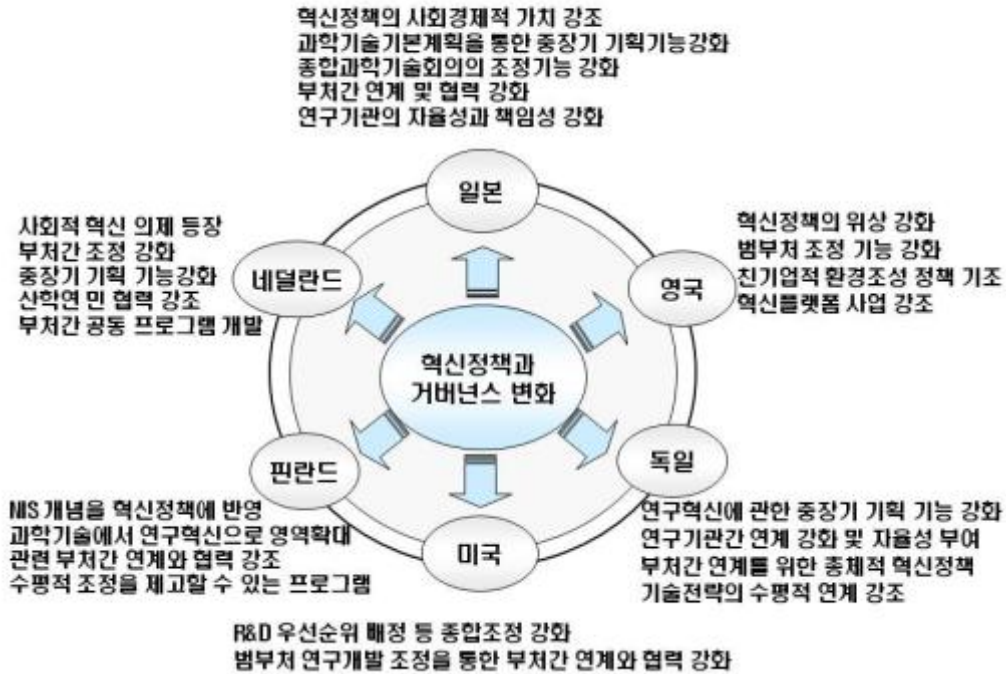 혁신정책의 사회경제적 가치 강조
과학기술기본계획을 통한 중장기 기획기능강화
종합과학기술회의의 조정기능 강화
부처간 연계 및 협력 강화
연구기관의 자율성과 책임성 강화
일본
사회적 혁신 의제 등장
부처간 조정 강화
중장기 기획 기능강화
산학연 민 협력 강조
부처간 공동 프로그램 개발
네덜란드
혁신정책의 위상 강화
범부처 조정 기능 강화
친기업적 환경조성 정책 기조
혁신플랫폼 사업 강조
영국
혁신정책과
거버넌스 변화
핀란드
NIS 개념을 혁신정책에 반영
과학기술에서 연구혁신으로 영역확대
관련 부처간 연계와 협력 강조
수평적 조정을 제고할 수 있는 프로그램
독일
연구혁신에 관한 중장기 기획 기능 강화
연구기관간 연계 강화 및 자율성 부여
부처간 연계를 위한 총체적 혁신정책
기술전략의 수평적 연계 강조
미국
R&D 우선순위 배정 등 종합조정 강화
범부처 연구개발 조정을 통한 부처간 연계와 협력 강화